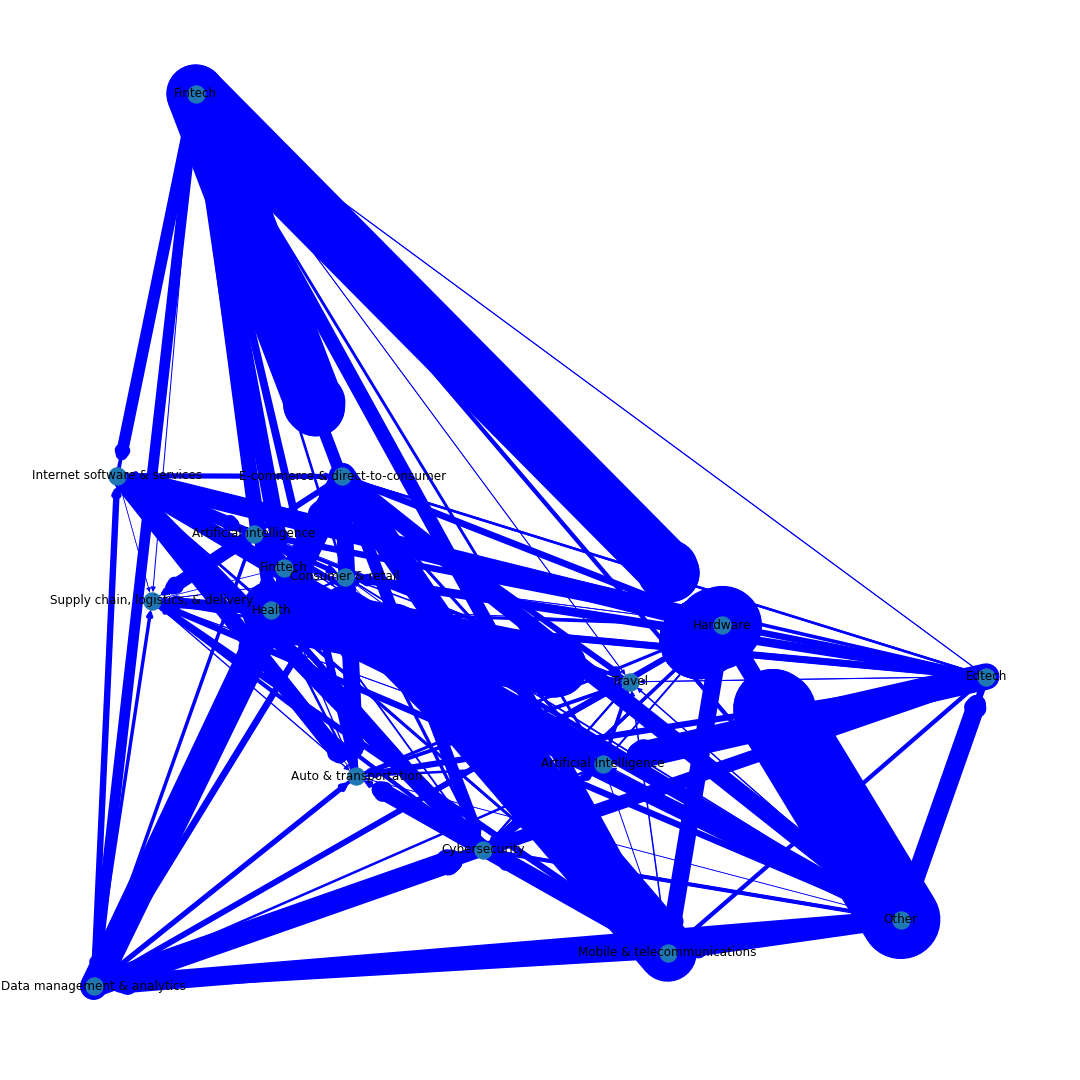 Fintech
Internet software & services
E-commerce & direct-to-consumer
Artificial intelligence
Finttech
Consumer & retail
Supply chain, logistics, & delivery
Health
Hardware
Edtech
Travel
Artificial Intelligence
Auto & transportation
Cybersecurity
Other
Mobile & telecommunications
Data management & analytics